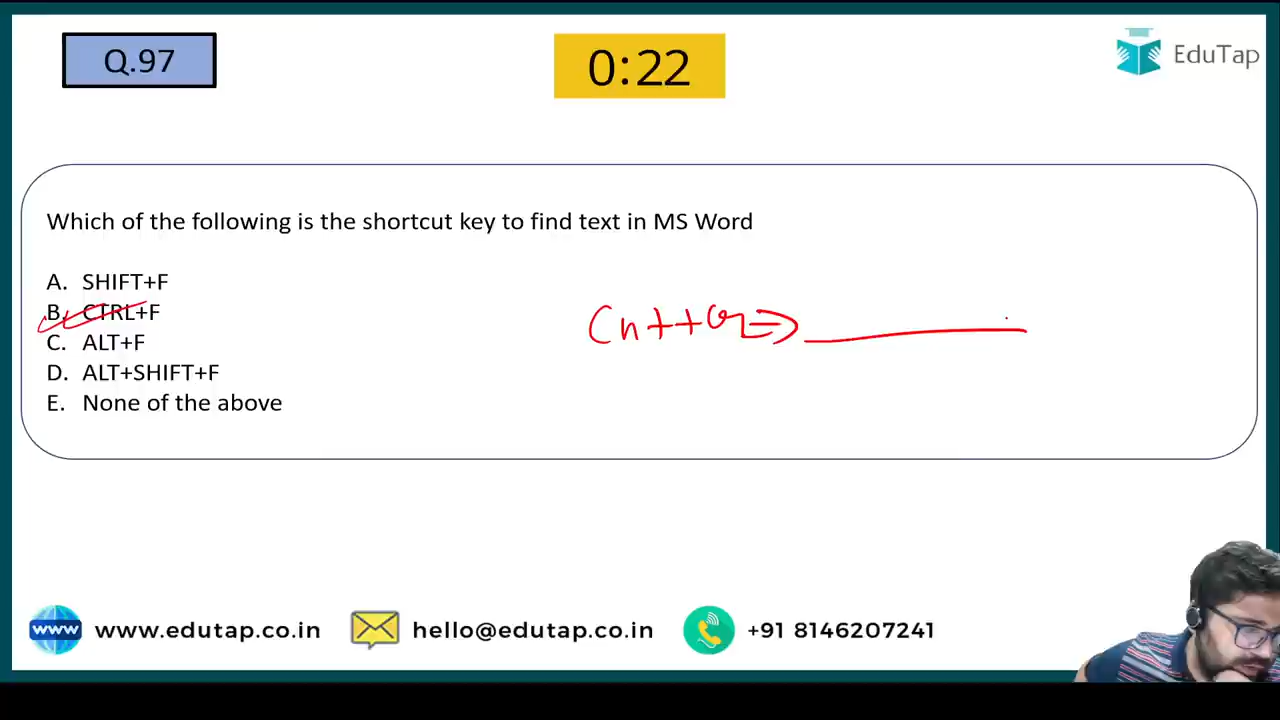 Q.97
0:22
EduTap
Which of the following is the shortcut key to find text in MS Word
A. SHIFT+F
B. CTRL+F
C. ALT+F
D. ALT+SHIFT+F
E. None of the above
www www.edutap.co.in hello@edutap.co.in +91 8146207241